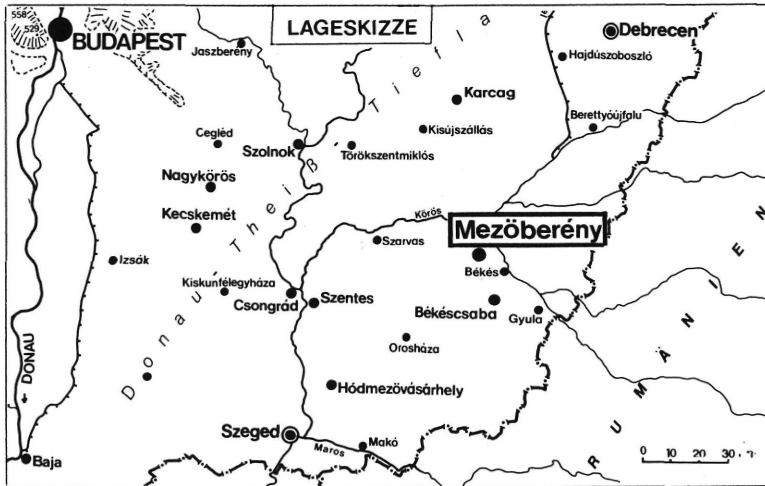 558
529
BUDAPEST
LAGESKIZZE
Debrecen
Jaszberény
Hajdúszoboszló
Karcag
Cegléd
Szolnok
Kisújszállás
Berettyóújfalu
Törökszentmiklós
Nagykörös
Kecskemét
Körös
Mezöberény
Szarvas
Izsák
Békés
Kiskunfélegyháza
Csongrád
Szentes
Békéscsaba
Gyula
Orosháza
Donau-Theiß-Tiefla
← DONAU
Hódmezövásárhely
RUMÄNIEN
Szeged
Maros
Makó
Baja
0 10 20 30